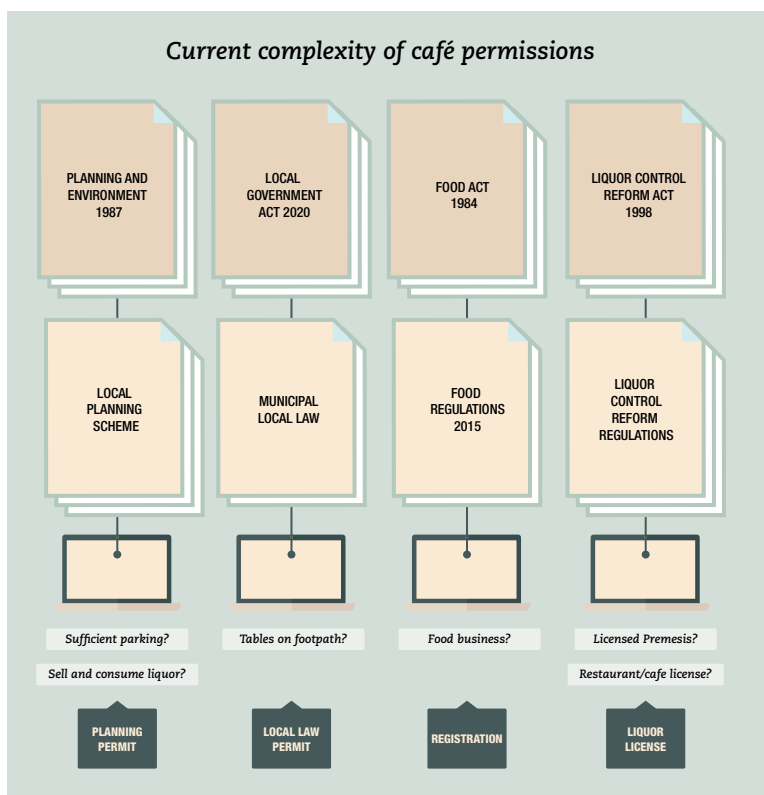 Current complexity of café permissions
PLANNING AND
ENVIRONMENT
1987
LOCAL
GOVERNMENT
ACT 2020
FOOD ACT
1984
LIQUOR CONTROL
REFORM ACT
1998
LOCAL
PLANNING
SCHEME
MUNICIPAL
LOCAL LAW
FOOD
REGULATIONS
2015
LIQUOR
CONTROL
REFORM
REGULATIONS
Sufficient parking?
Tables on footpath?
Food business?
Licensed Premesis?
Sell and consume liquor?
Restaurant/cafe license?
PLANNING
PERMIT
LOCAL LAW
PERMIT
REGISTRATION
LIQUOR
LICENSE